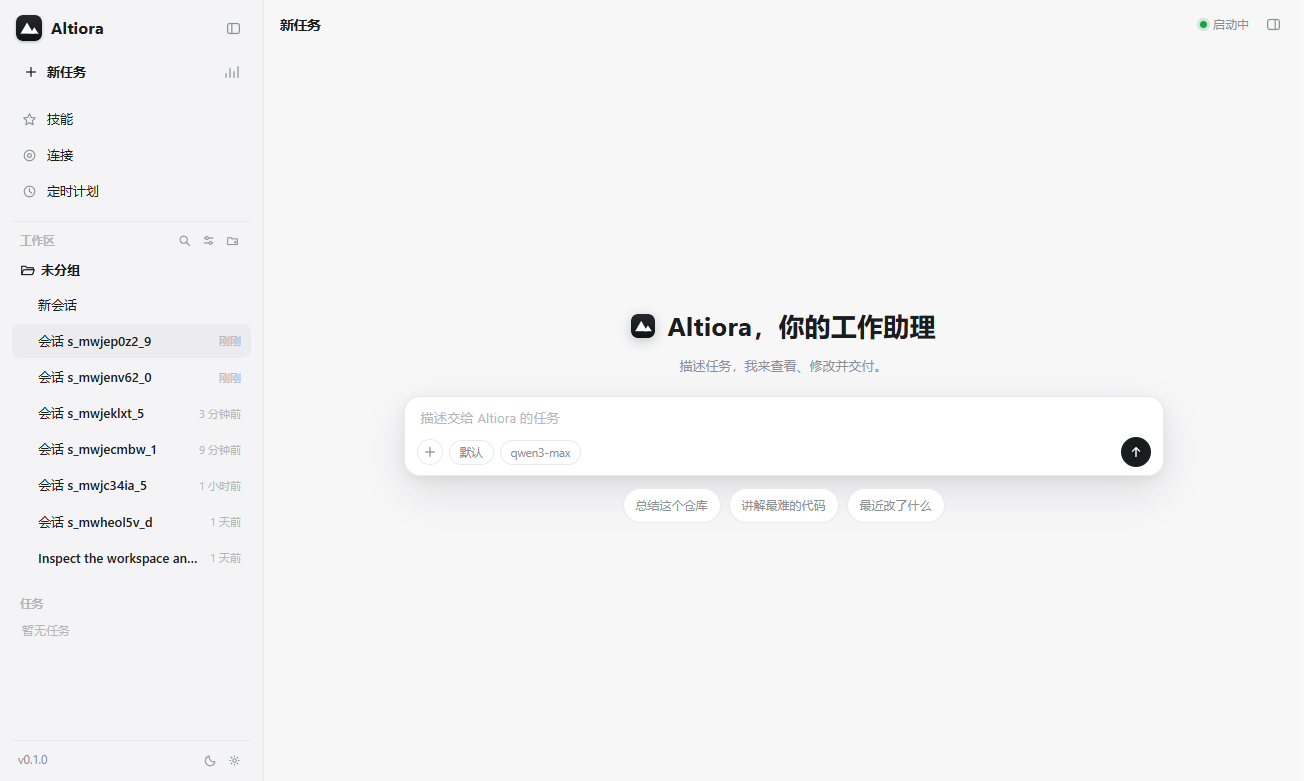 Altiora
新任务
技能
连接
定时计划
工作区
未分组
新会话
会话 s_mwjep0z2_9 刚刚
会话 s_mwjenv62_0 刚刚
会话 s_mwjeklxt_5 3 分钟前
会话 s_mwjecmbw_1 9 分钟前
会话 s_mwjc34ia_5 1 小时前
会话 s_mwheol5v_d 1 天前
Inspect the workspace an... 1 天前
任务
暂无任务
v0.1.0
新任务
启动中
Altiora，你的工作助理
描述任务，我来查看、修改并交付。
描述交给 Altiora 的任务
默认 qwen3-max
总结这个仓库 讲解最难的代码 最近改了什么